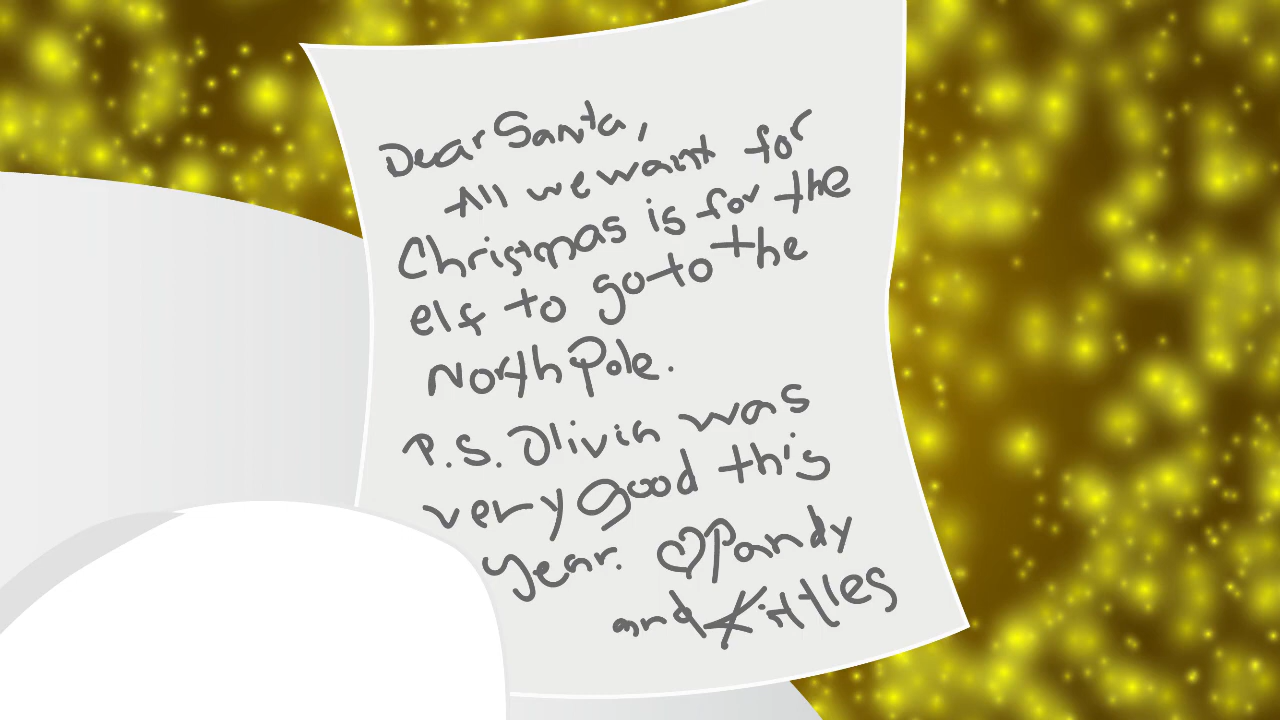 Dear Santa,
All we want for
Christmas is for the
elf to go to the
North Pole.
P.S. Olivia was
very good this
year. ♡Pandy
and Kittles